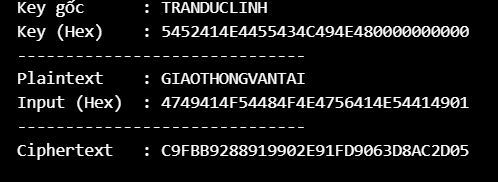 Key gốc      : TRANDUCLINH
Key (Hex)    : 5452414E4455434C494E480000000000
------------------------------
Plaintext    : GIAOTHONGVANTAI
Input (Hex)  : 4749414F54484F4E4756414E54414901
------------------------------
Ciphertext   : C9FBB9288919902E91FD9063D8AC2D05